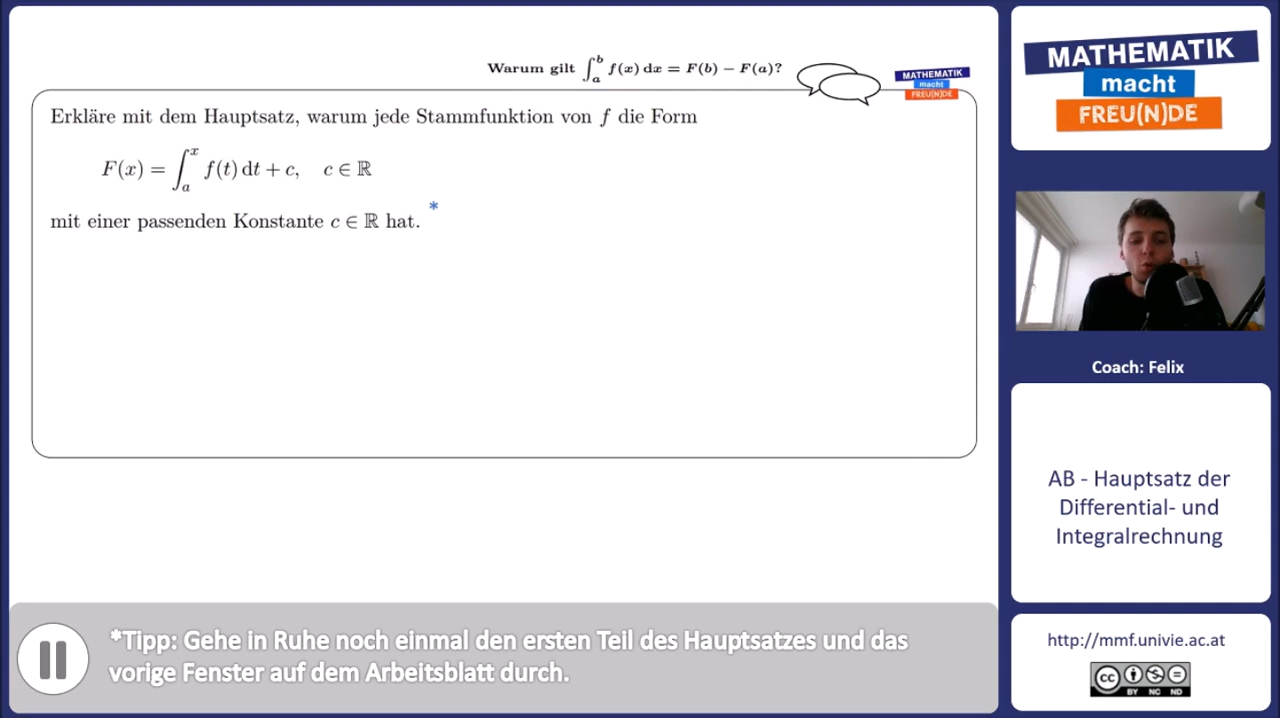 Warum gilt ∫_a^b f(x) dx = F(b) − F(a)?
MATHEMATIK
macht
FREU(N)DE
Erkläre mit dem Hauptsatz, warum jede Stammfunktion von f die Form
F(x) = ∫_a^x f(t) dt + c, c ∈ ℝ
mit einer passenden Konstante c ∈ ℝ hat. *
*Tipp: Gehe in Ruhe noch einmal den ersten Teil des Hauptsatzes und das
vorige Fenster auf dem Arbeitsblatt durch.
MATHEMATIK
macht
FREU(N)DE
Coach: Felix
AB - Hauptsatz der
Differential- und
Integralrechnung
http://mmf.univie.ac.at
cc
BY NC ND